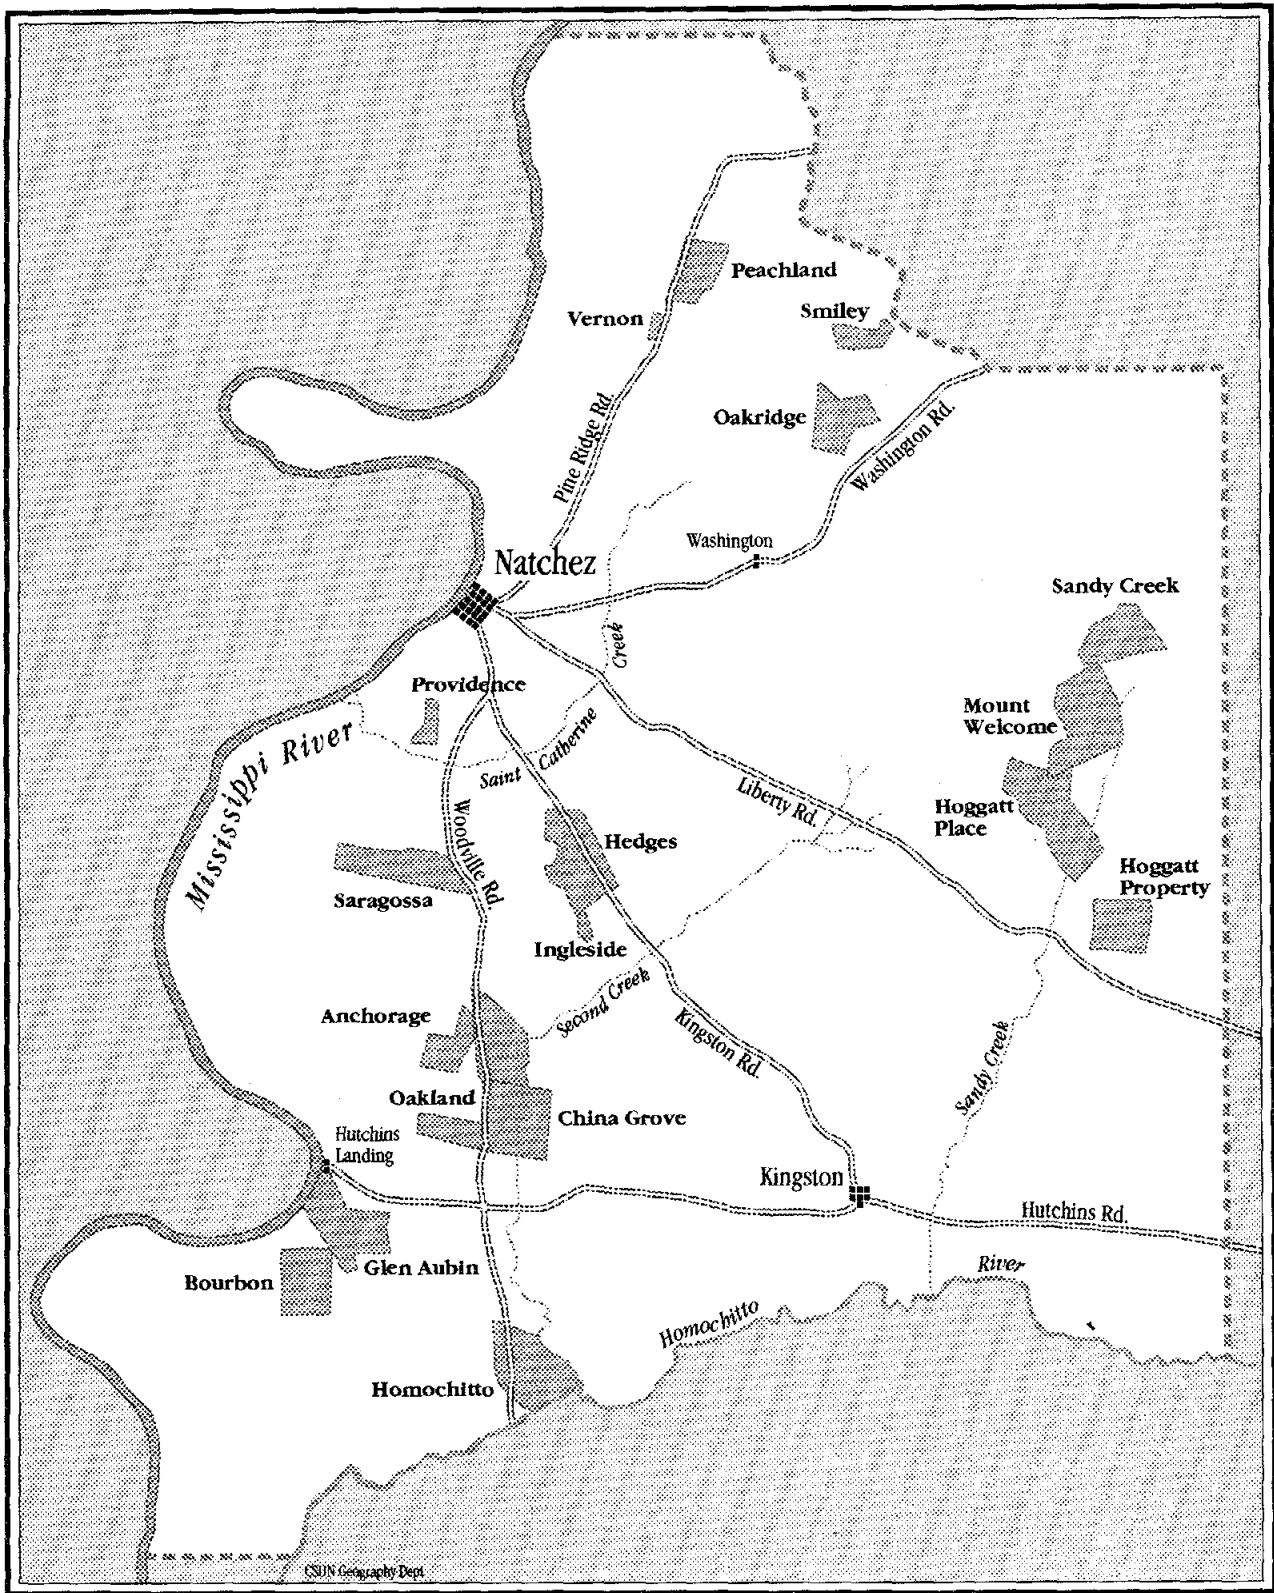 Peachland
Smiley
Vernon
Oakridge
Pine Ridge Rd.
Washington Rd.
Washington
Natchez
Sandy Creek
Creek
Providence
Mount
Welcome
Mississippi River
Saint
Catherine
Liberty Rd.
Hoggatt
Place
Woodville Rd.
Hedges
Hoggatt
Property
Saragossa
Ingleside
Second Creek
Anchorage
Kingston Rd.
Sandy Creek
Oakland
China Grove
Hutchins
Landing
Kingston
Hutchins Rd.
River
Glen Aubin
Bourbon
Homochitto
Homochitto
CSUN Geography Dept